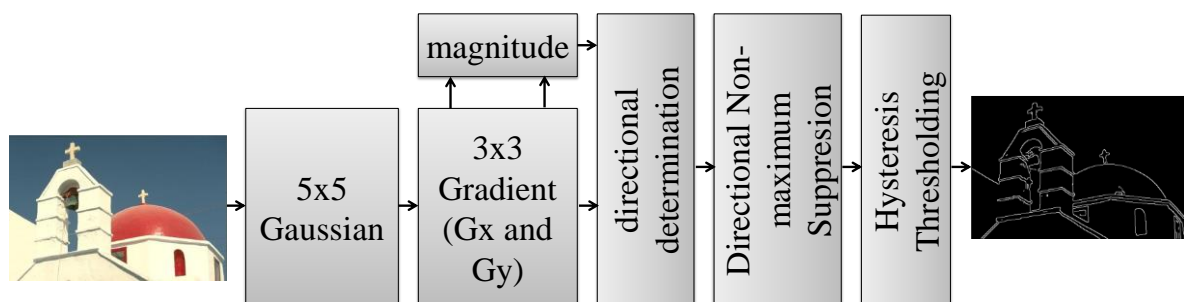 magnitude
5x5
Gaussian
3x3
Gradient
(Gx and
Gy)
directional
determination
Directional Non-
maximum
Suppresion
Hysteresis
Thresholding